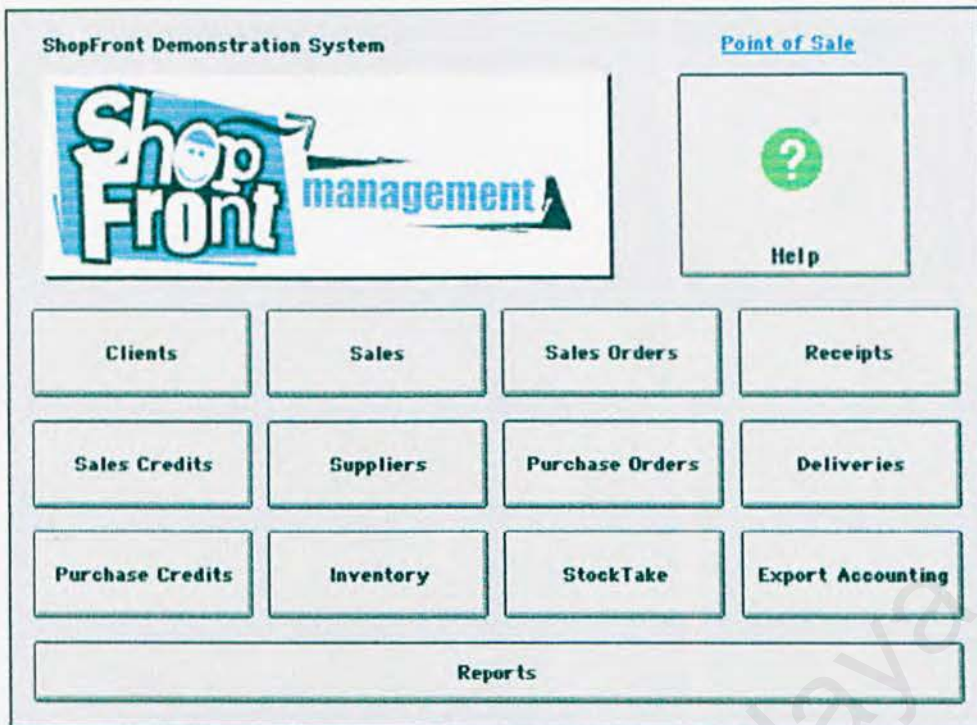 ShopFront Demonstration System Point of Sale
Shop
Front
management
?
Help
Clients Sales Sales Orders Receipts
Sales Credits Suppliers Purchase Orders Deliveries
Purchase Credits Inventory StockTake Export Accounting
Reports